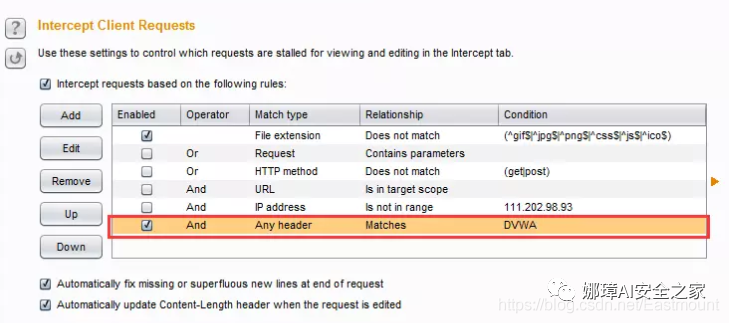 Intercept Client Requests
Use these settings to control which requests are stalled for viewing and editing in the Intercept tab.
Intercept requests based on the following rules:
Add
Edit
Remove
Up
Down
Enabled Operator Match type Relationship Condition
File extension Does not match (^gif$|^jpg$|^png$|^css$|^js$|^ico$)
Or Request Contains parameters
Or HTTP method Does not match (get|post)
And URL Is in target scope
And IP address Is not in range 111.202.98.93
And Any header Matches DVWA
Automatically fix missing or superfluous new lines at end of request
Automatically update Content-Length header when the request is edited
娜璋AI安全之家
https://blog.csdn.net/Eastmount